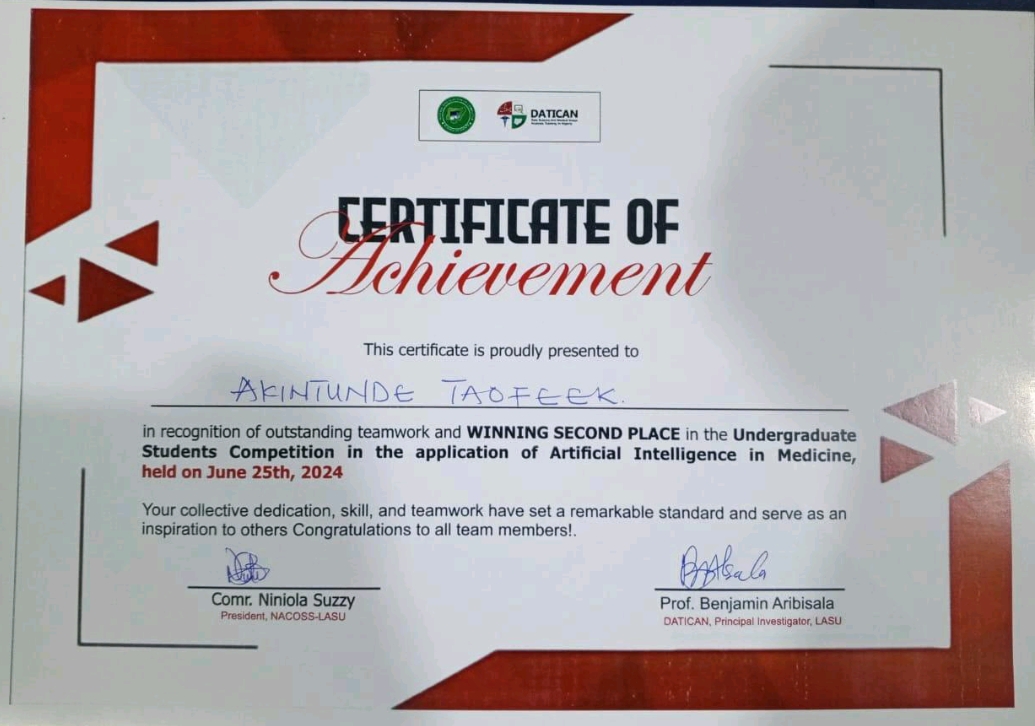 DATICAN
CERTIFICATE OF
Achievement
This certificate is proudly presented to
AKINTUNDE TAOFEEK.
in recognition of outstanding teamwork and WINNING SECOND PLACE in the Undergraduate
Students Competition in the application of Artificial Intelligence in Medicine,
held on June 25th, 2024
Your collective dedication, skill, and teamwork have set a remarkable standard and serve as an
inspiration to others Congratulations to all team members!.
Comr. Niniola Suzzy
President, NACOSS-LASU
Prof. Benjamin Aribisala
DATICAN, Principal Investigator, LASU